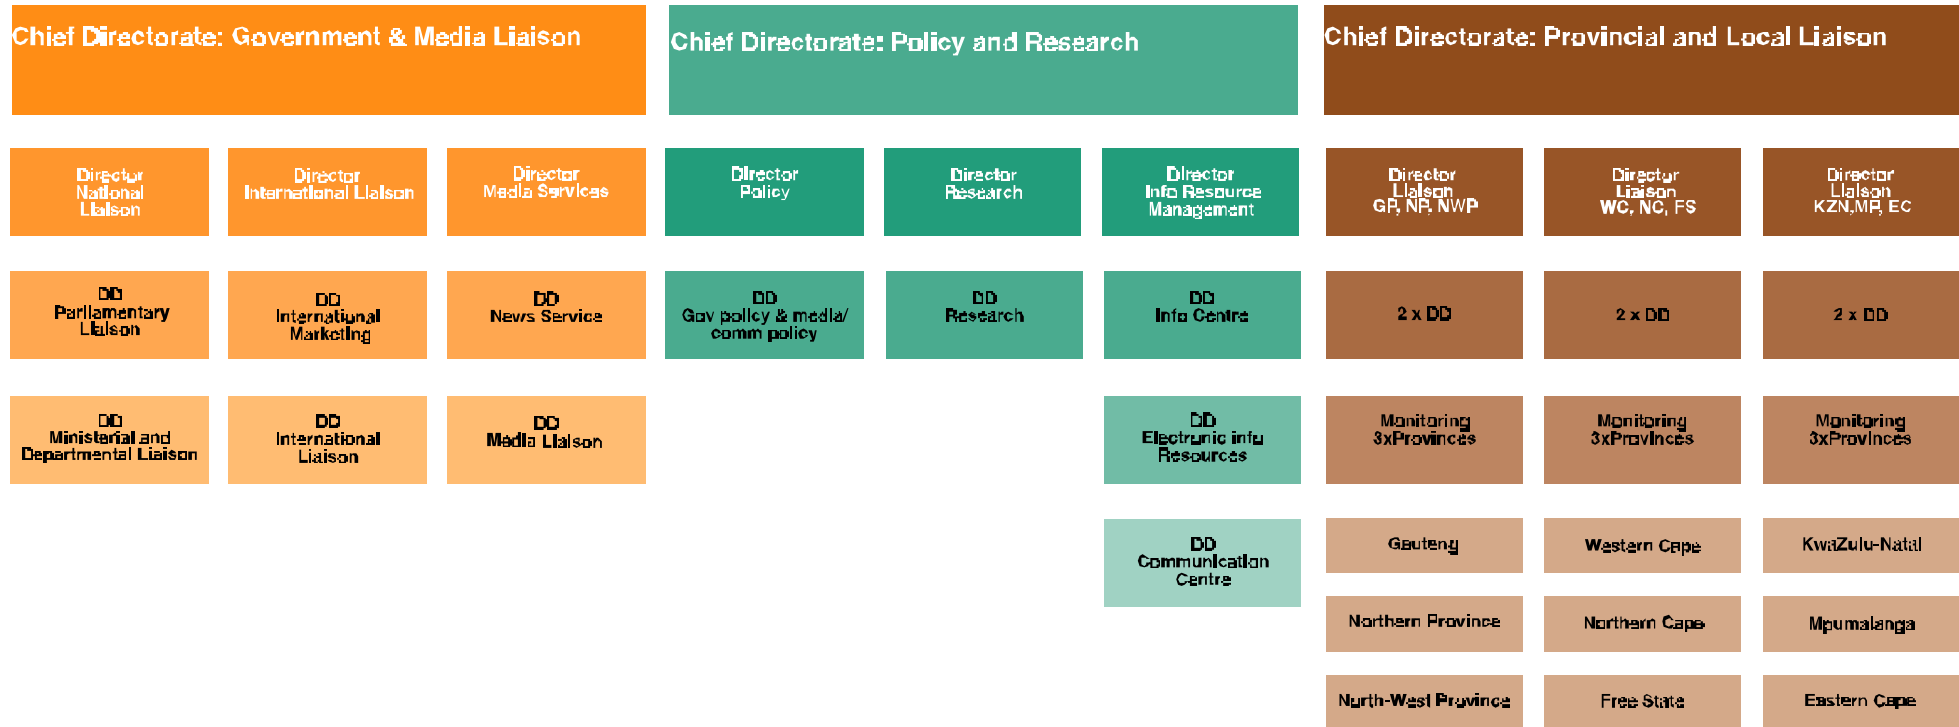 Chief Directorate: Government & Media Liaison
Director
National
Liaison
Director
International Liaison
Director
Media Services
DD
Parliamentary
Liaison
DD
International
Marketing
DD
News Service
DD
Ministerial and
Departmental Liaison
DD
International
Liaison
DD
Media Liaison
Chief Directorate: Policy and Research
Director
Policy
Director
Research
Director
Info Resource
Management
DD
Gov policy & media/
comm policy
DD
Research
DD
Info Centre
DD
Electronic info
Resources
DD
Communication
Centre
Chief Directorate: Provincial and Local Liaison
Director
Liaison
GP, NP, NWP
Director
Liaison
WC, NC, FS
Director
Liaison
KZN,MP, EC
2 x DD
2 x DD
2 x DD
Monitoring
3xProvinces
Monitoring
3xProvinces
Monitoring
3xProvinces
Gauteng
Western Cape
KwaZulu-Natal
Northern Province
Northern Cape
Mpumalanga
North-West Province
Free State
Eastern Cape